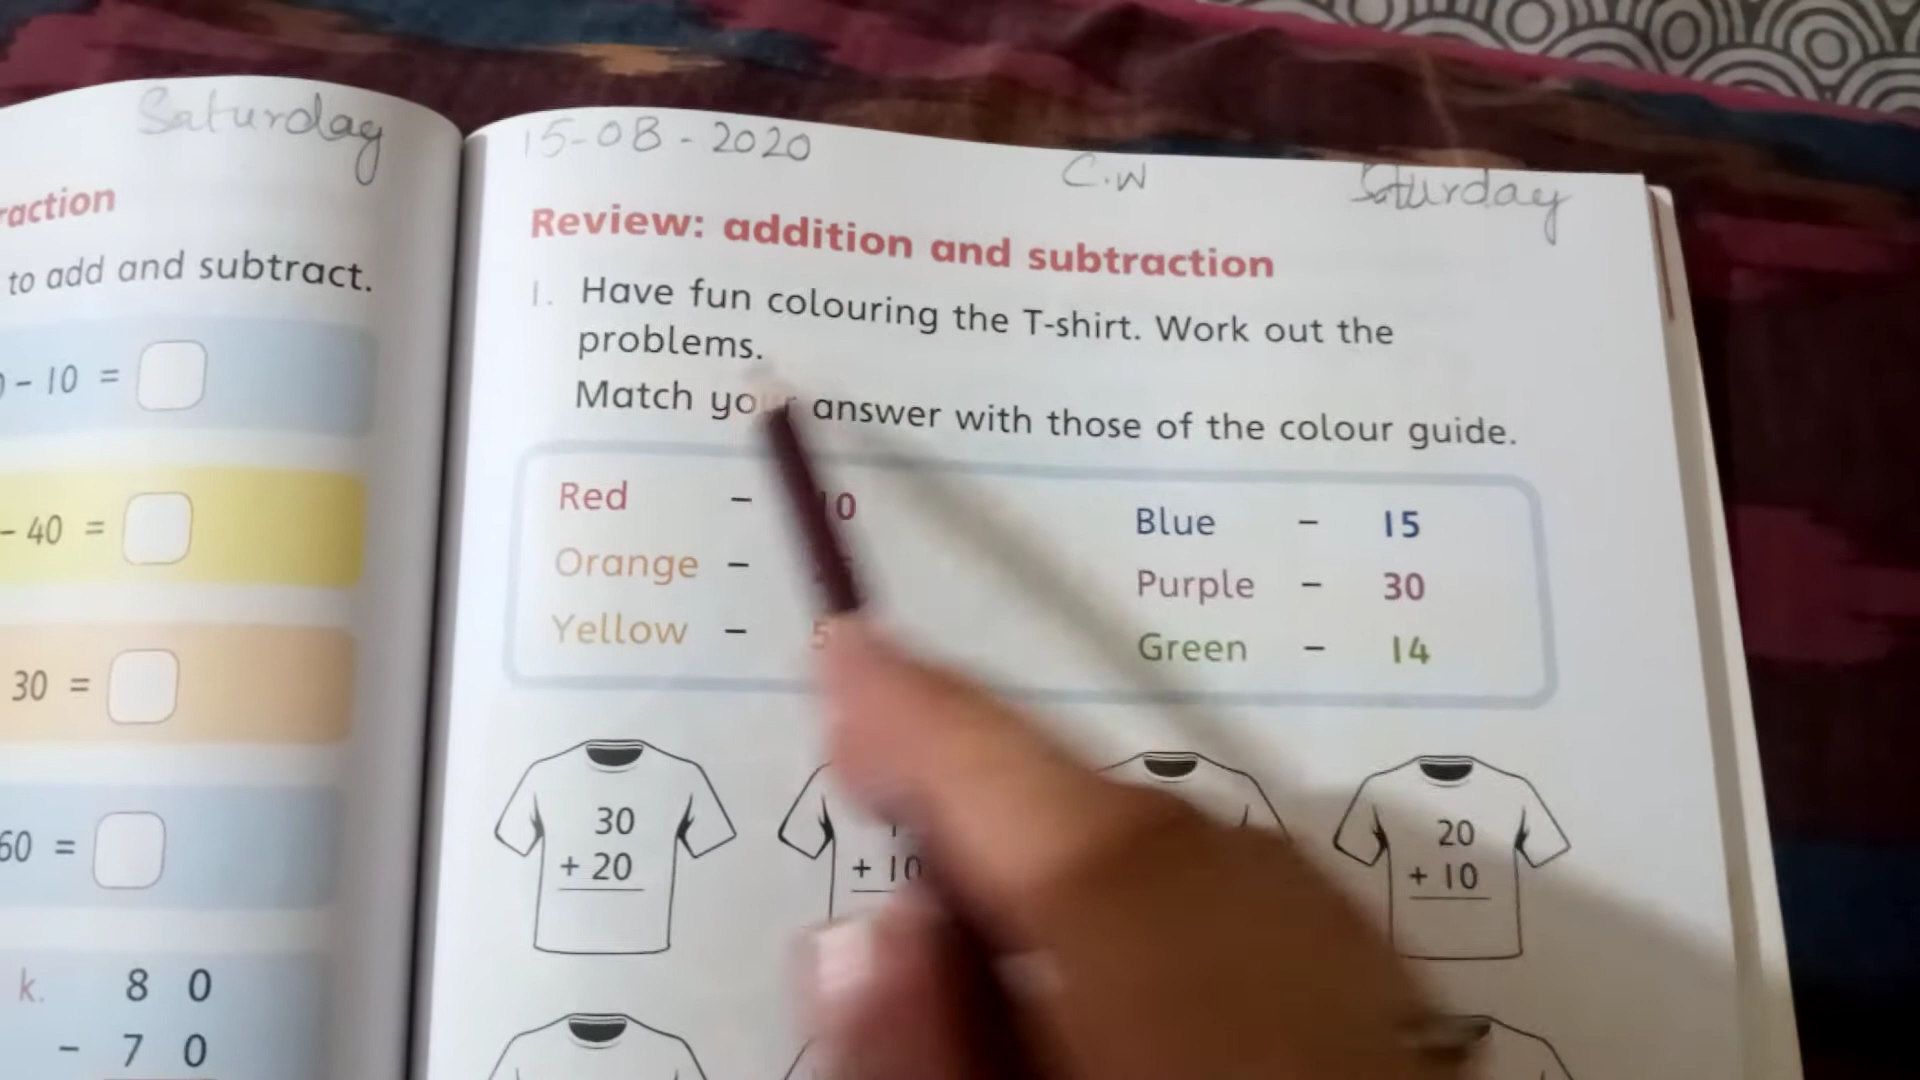 Saturday
raction
to add and subtract.
- 10 =
- 40 =
30 =
60 =
k. 8 0
- 7 0
15-08-2020 C.W Saturday
Review: addition and subtraction
1. Have fun colouring the T-shirt. Work out the
problems.
Match your answer with those of the colour guide.
Red - Blue - 15
Orange - Purple - 30
Yellow - Green - 14
30
+ 20
+ 10
20
+ 10